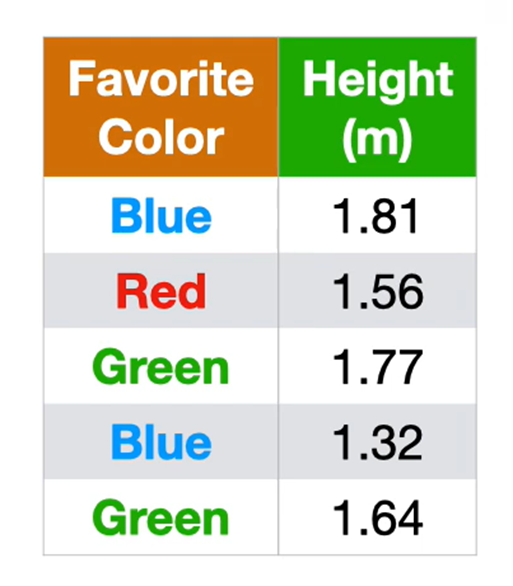 Favorite Color Height (m)
Blue 1.81
Red 1.56
Green 1.77
Blue 1.32
Green 1.64